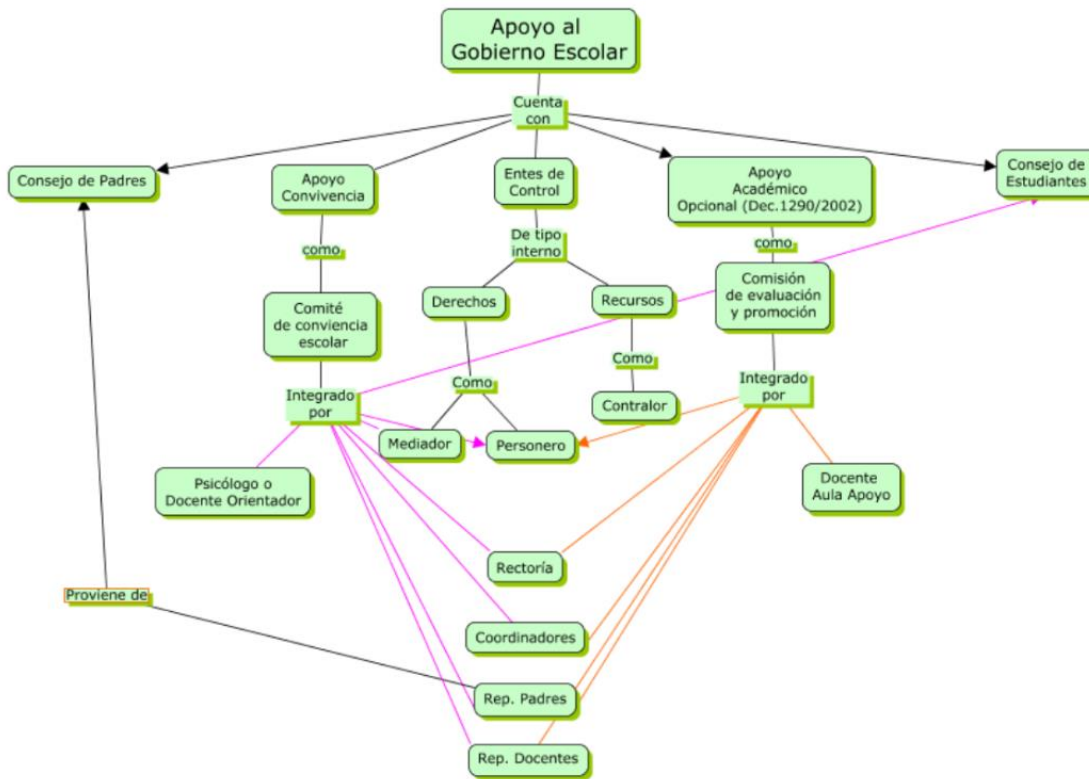 Apoyo al
Gobierno Escolar
Cuenta
con
Consejo de Padres
Apoyo
Convivencia
Entes de
Control
Apoyo
Académico
Opcional (Dec.1290/2002)
Consejo de
Estudiantes
como
De tipo
interno
como
Comité
de conviencia
escolar
Derechos
Recursos
Comisión
de evaluación
y promoción
Como
Como
Integrado
por
Integrado
por
Contralor
Mediador
Personero
Psicólogo o
Docente Orientador
Docente
Aula Apoyo
Rectoría
Proviene de
Coordinadores
Rep. Padres
Rep. Docentes